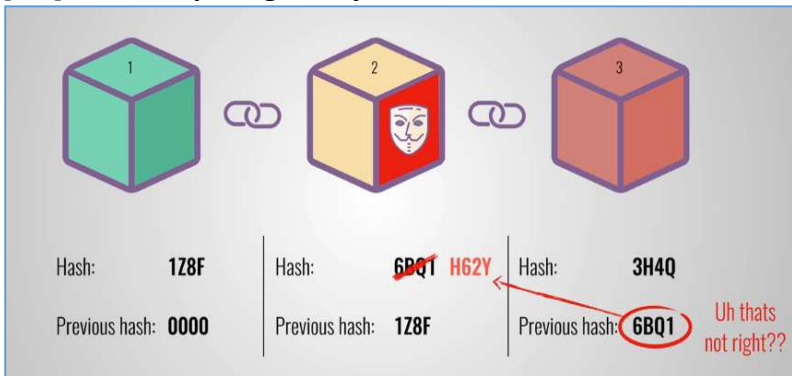 1
2
3
Hash: 1Z8F
Previous hash: 0000
Hash: 6BQ1 H62Y
Previous hash: 1Z8F
Hash: 3H4Q
Previous hash: 6BQ1
Uh thats
not right??